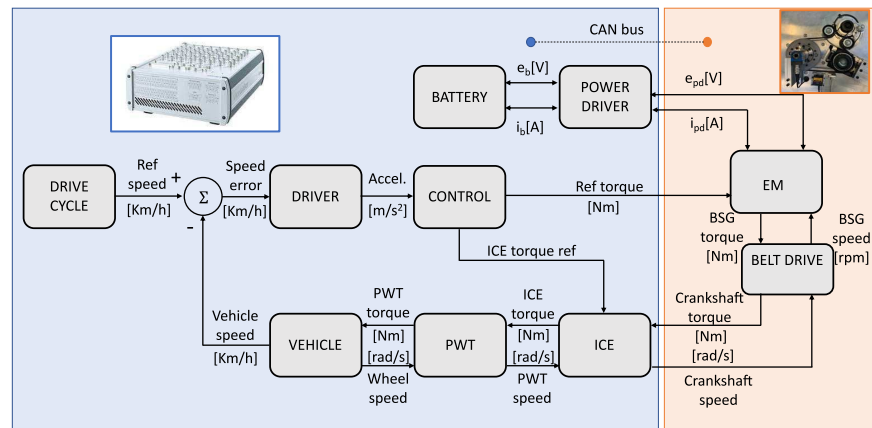 CAN bus
e_b[V]
e_pd[V]
BATTERY
POWER
DRIVER
i_b[A]
i_pd[A]
Ref
speed
+
Speed
error
DRIVE
CYCLE
Σ
DRIVER
Accel.
CONTROL
Ref torque
EM
[Km/h]
[Km/h]
[m/s²]
[Nm]
-
BSG
torque
[Nm]
BSG
speed
[rpm]
ICE torque ref
BELT DRIVE
Vehicle
speed
[Km/h]
VEHICLE
PWT
torque
[Nm]
[rad/s]
Wheel
speed
PWT
ICE
torque
[Nm]
[rad/s]
PWT
speed
ICE
Crankshaft
torque
[Nm]
[rad/s]
Crankshaft
speed